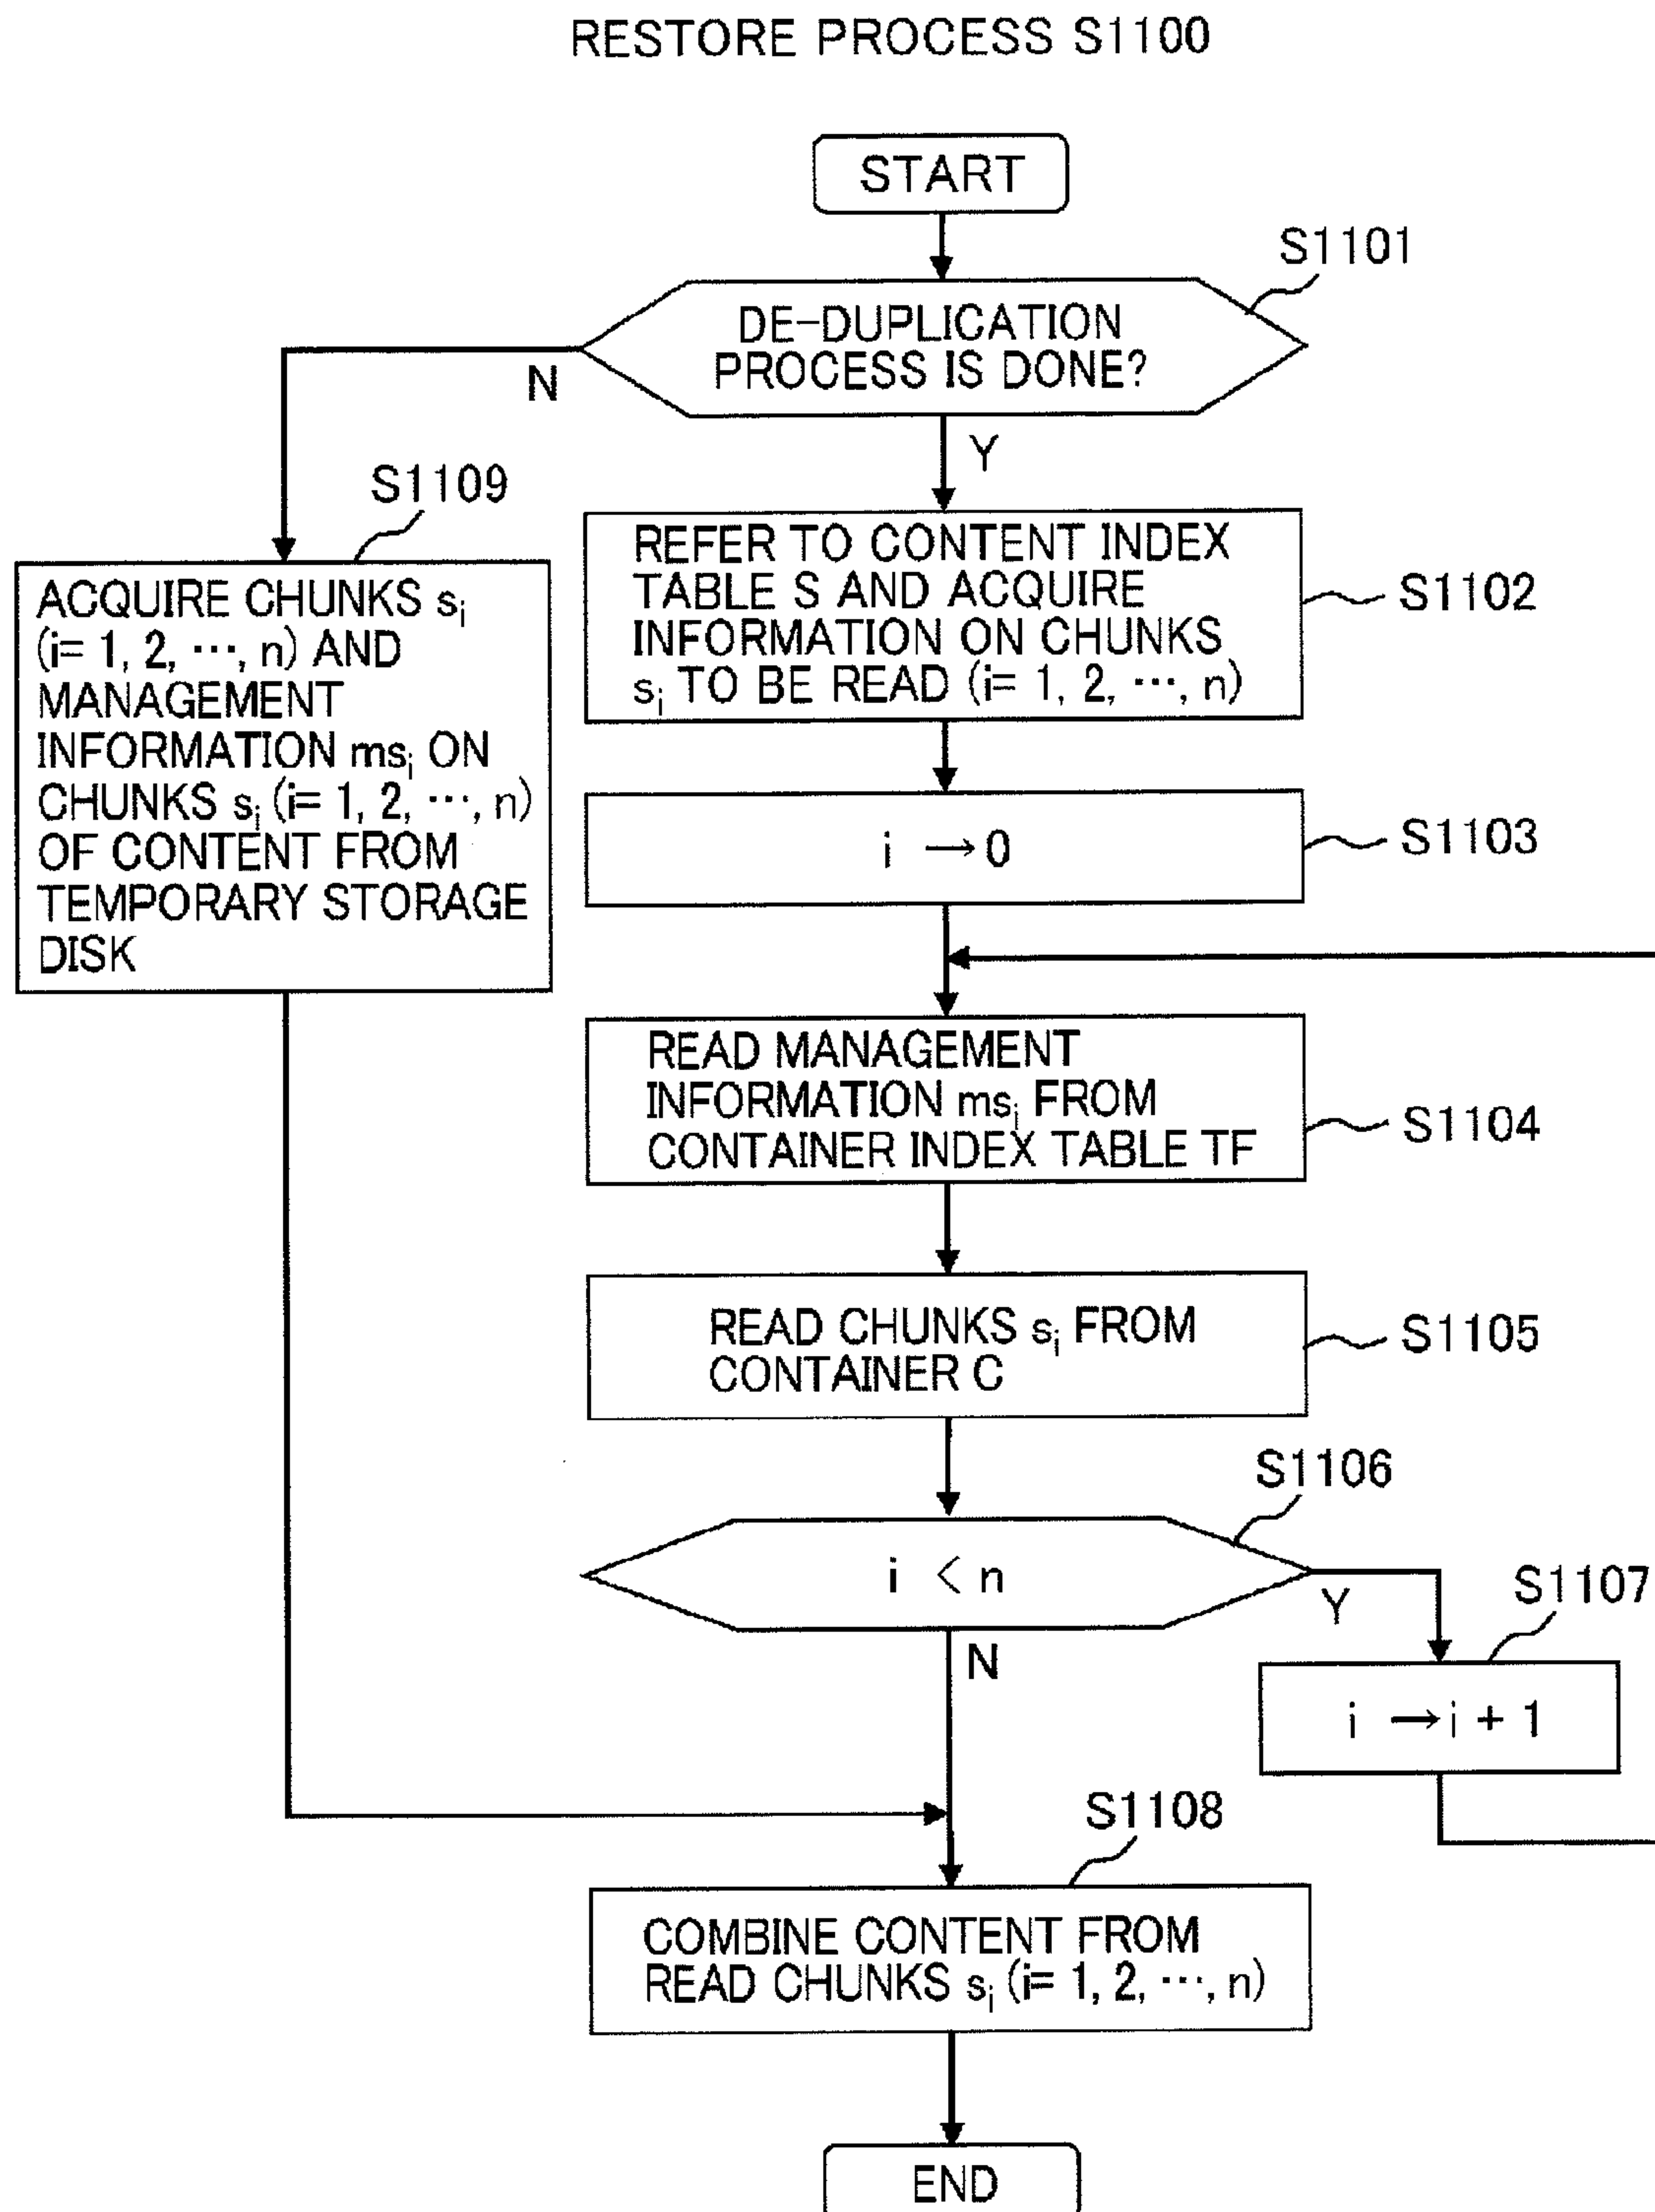 RESTORE PROCESS S1100
START
S1101
DE-DUPLICATION
PROCESS IS DONE?
N
Y
S1109
ACQUIRE CHUNKS si
(i= 1, 2, ⋯, n) AND
MANAGEMENT
INFORMATION msi ON
CHUNKS si (i= 1, 2, ⋯, n)
OF CONTENT FROM
TEMPORARY STORAGE
DISK
REFER TO CONTENT INDEX
TABLE S AND ACQUIRE
INFORMATION ON CHUNKS
si TO BE READ (i= 1, 2, ⋯, n)
S1102
i → 0
S1103
READ MANAGEMENT
INFORMATION msi FROM
CONTAINER INDEX TABLE TF
S1104
READ CHUNKS si FROM
CONTAINER C
S1105
S1106
i < n
Y
N
S1107
i → i + 1
S1108
COMBINE CONTENT FROM
READ CHUNKS si (i= 1, 2, ⋯, n)
END